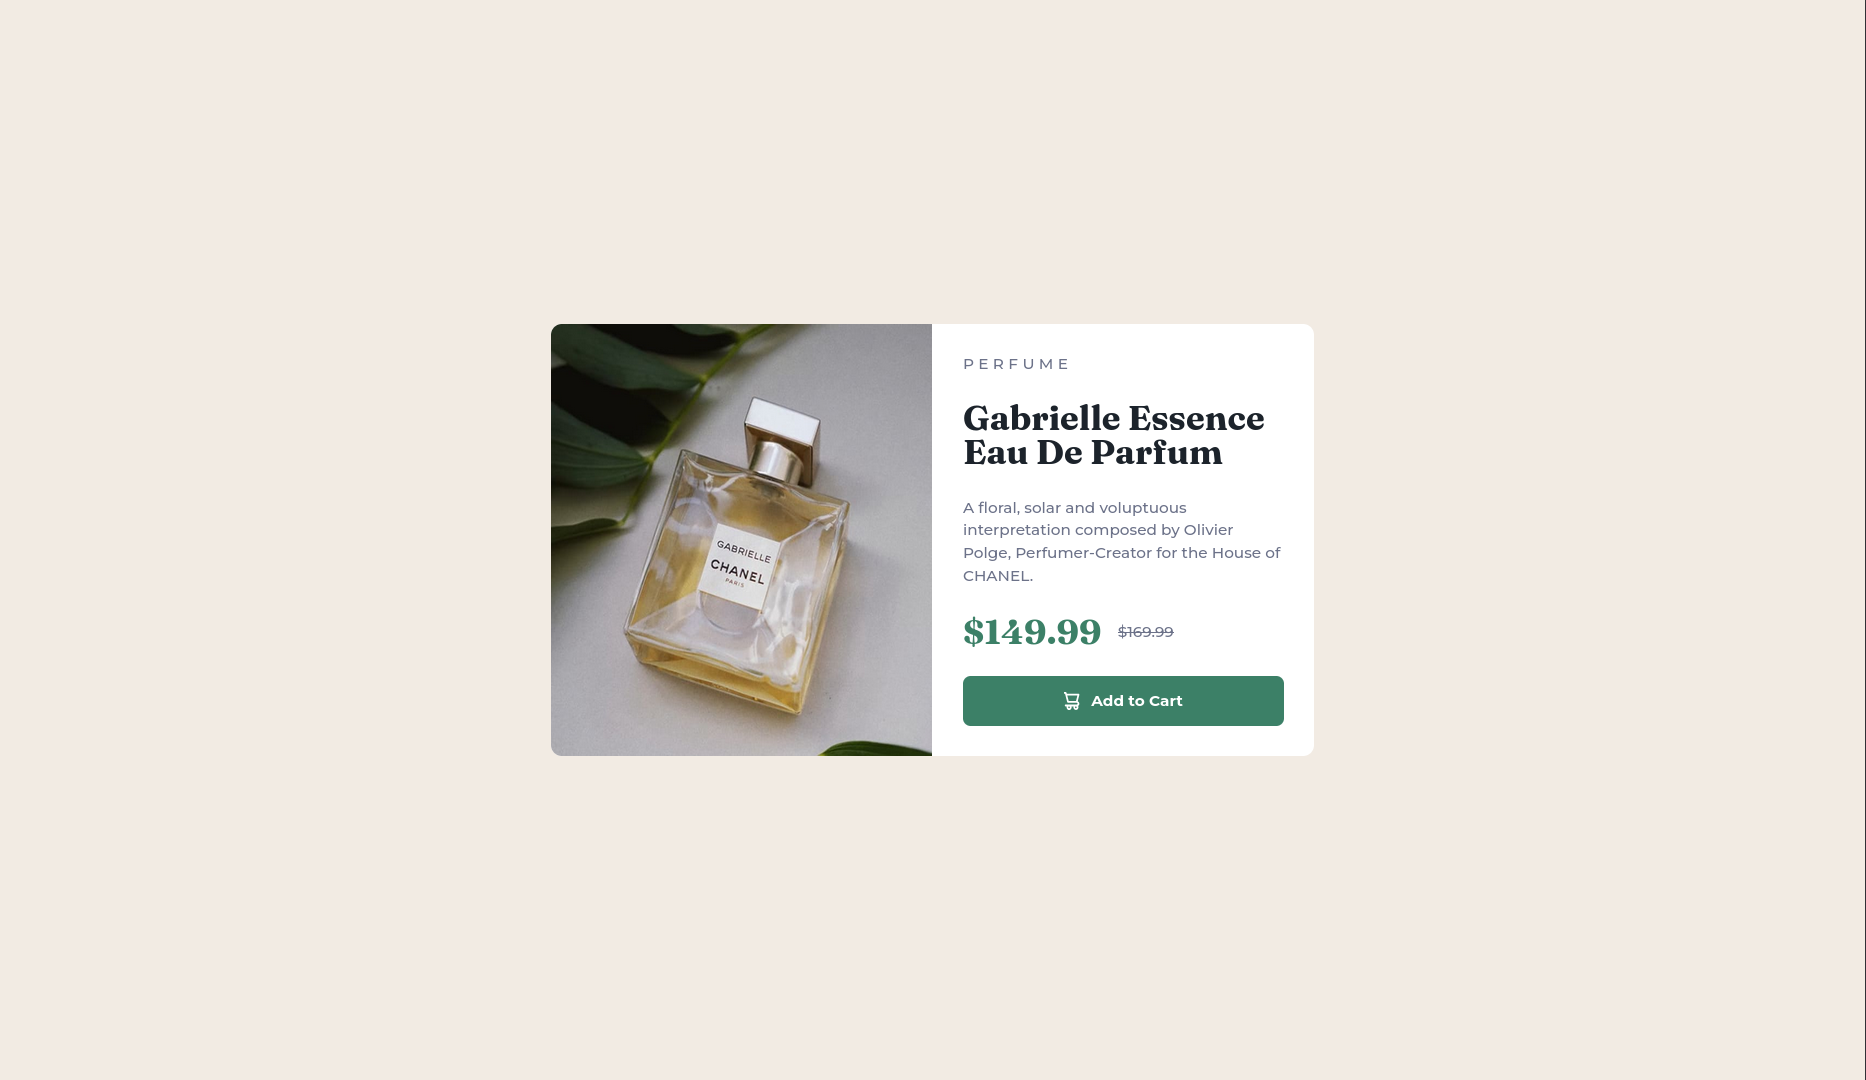 GABRIELLE
CHANEL
PARIS
PERFUME
Gabrielle Essence
Eau De Parfum
A floral, solar and voluptuous
interpretation composed by Olivier
Polge, Perfumer-Creator for the House of
CHANEL.
$149.99 $169.99
Add to Cart